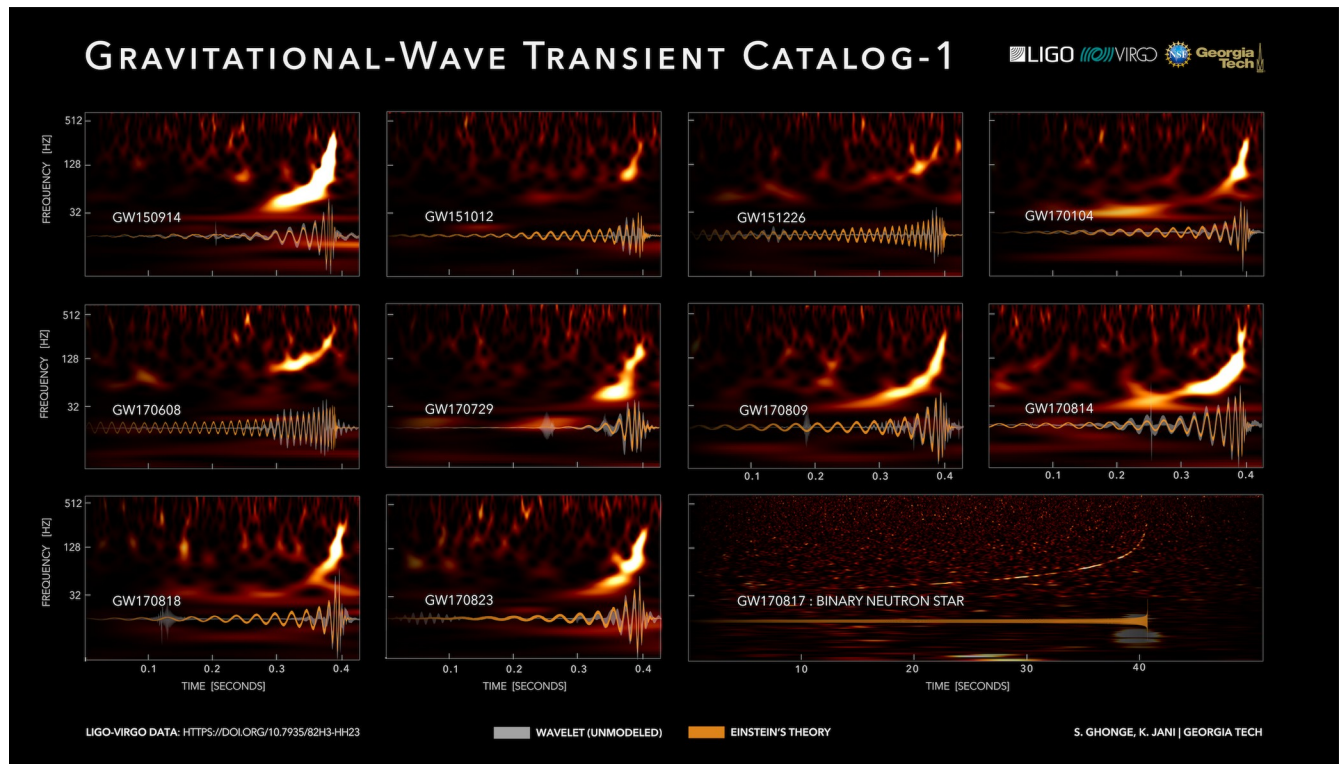 GRAVITATIONAL-WAVE TRANSIENT CATALOG-1
LIGO VIRGO NSF Georgia Tech
FREQUENCY [HZ]
512
128
32
GW150914
GW151012
GW151226
GW170104
FREQUENCY [HZ]
512
128
32
GW170608
GW170729
GW170809
GW170814
0.1 0.2 0.3 0.4
0.1 0.2 0.3 0.4
FREQUENCY [HZ]
512
128
32
GW170818
GW170823
GW170817 : BINARY NEUTRON STAR
0.1 0.2 0.3 0.4
0.1 0.2 0.3 0.4
10 20 30 40
TIME [SECONDS]
TIME [SECONDS]
TIME [SECONDS]
LIGO-VIRGO DATA: HTTPS://DOI.ORG/10.7935/82H3-HH23
WAVELET (UNMODELED)
EINSTEIN'S THEORY
S. GHONGE, K. JANI | GEORGIA TECH